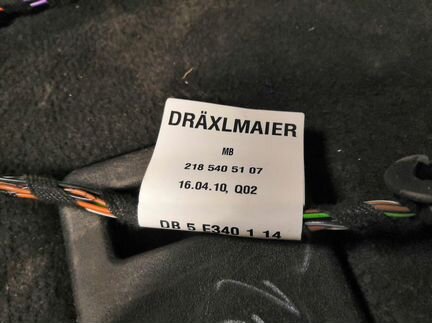 DRÄXLMAIER
MB
218 540 51 07
16.04.10, Q02
DB 5 E340 1 14